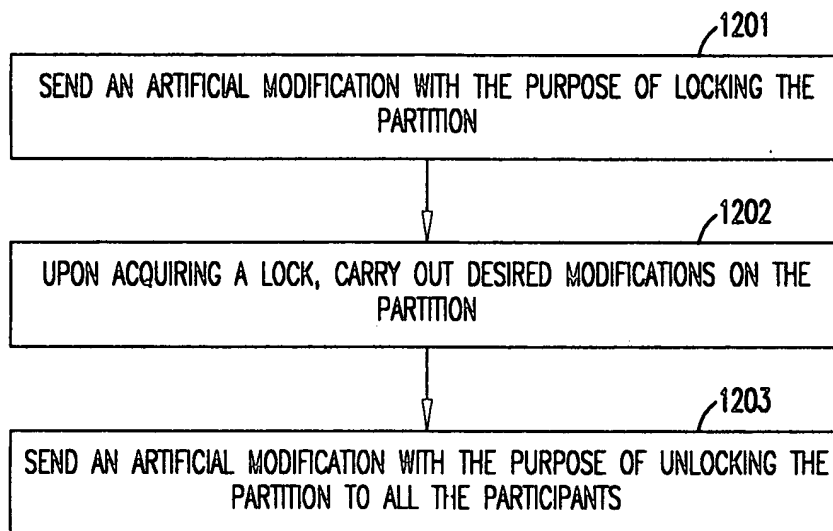 1201
SEND AN ARTIFICIAL MODIFICATION WITH THE PURPOSE OF LOCKING THE
PARTITION
1202
UPON ACQUIRING A LOCK, CARRY OUT DESIRED MODIFICATIONS ON THE
PARTITION
1203
SEND AN ARTIFICIAL MODIFICATION WITH THE PURPOSE OF UNLOCKING THE
PARTITION TO ALL THE PARTICIPANTS